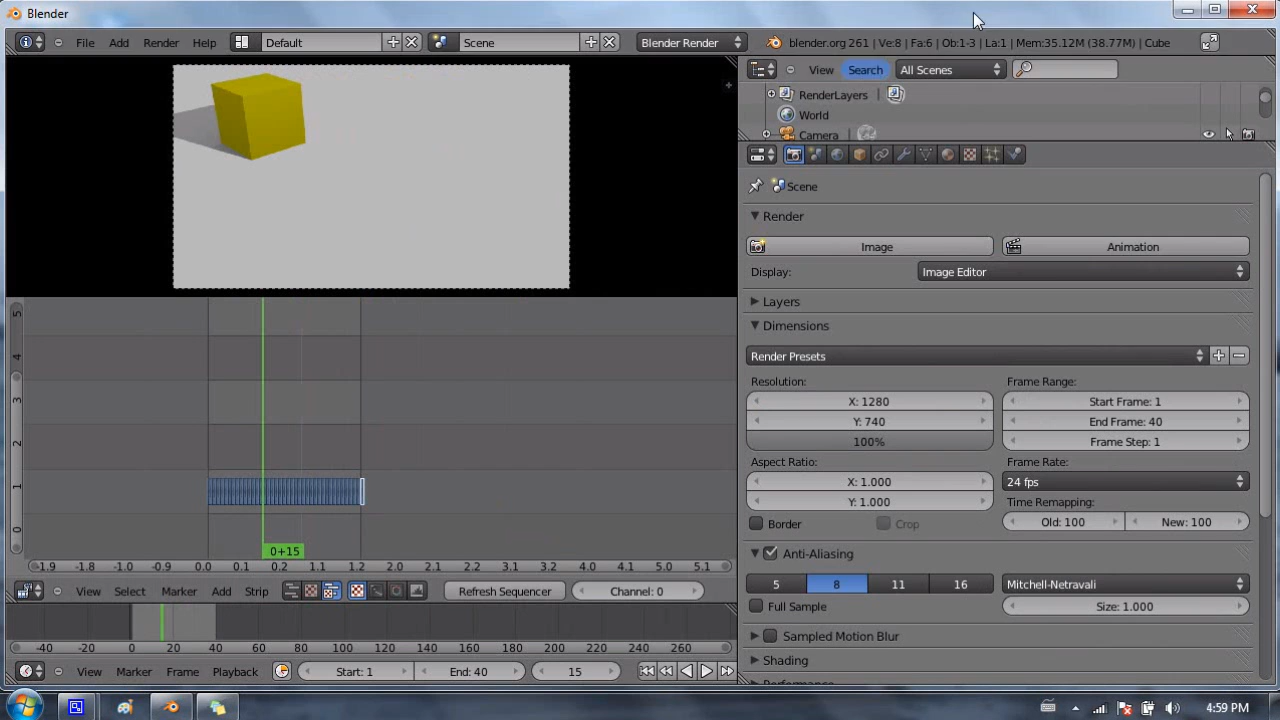 Blender
File Add Render Help Default Scene Blender Render blender.org 261 | Ve:8 | Fa:6 | Ob:1-3 | La:1 | Mem:35.12M (38.77M) | Cube
View Search All Scenes
RenderLayers |
World
Camera |
Scene
Render
Image Animation
Display: Image Editor
Layers
Dimensions
Render Presets
Resolution: Frame Range:
X: 1280 Start Frame: 1
Y: 740 End Frame: 40
100% Frame Step: 1
Aspect Ratio: Frame Rate:
X: 1.000 24 fps
Y: 1.000 Time Remapping:
Border Crop Old: 100 New: 100
Anti-Aliasing
5 8 11 16 Mitchell-Netravali
Full Sample Size: 1.000
Sampled Motion Blur
Shading
5
4
3
2
1
0
0+15
-1.9 -0.9 0.0 0.1 0.2 1.1 1.2 2.2 3.1 4.0 5.0 5.1
View Select Marker Add Strip Refresh Sequencer Channel: 0
-40 -20 0 20 40 60 80 100 120 140 160 180 200 220 240 260
View Marker Frame Playback Start: 1 End: 40 15
4:59 PM